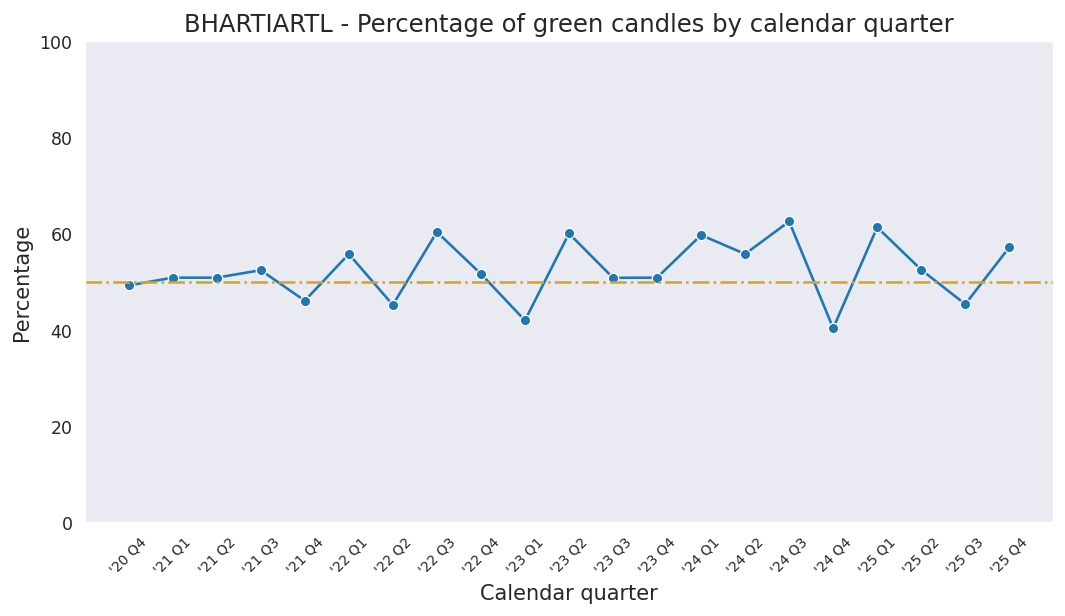 BHARTIARTL - Percentage of green candles by calendar quarter
Percentage
100
80
60
40
20
0
'20 Q4
'21 Q1
'21 Q2
'21 Q3
'21 Q4
'22 Q1
'22 Q2
'22 Q3
'22 Q4
'23 Q1
'23 Q2
'23 Q3
'23 Q4
'24 Q1
'24 Q2
'24 Q3
'24 Q4
'25 Q1
'25 Q2
'25 Q3
'25 Q4
Calendar quarter